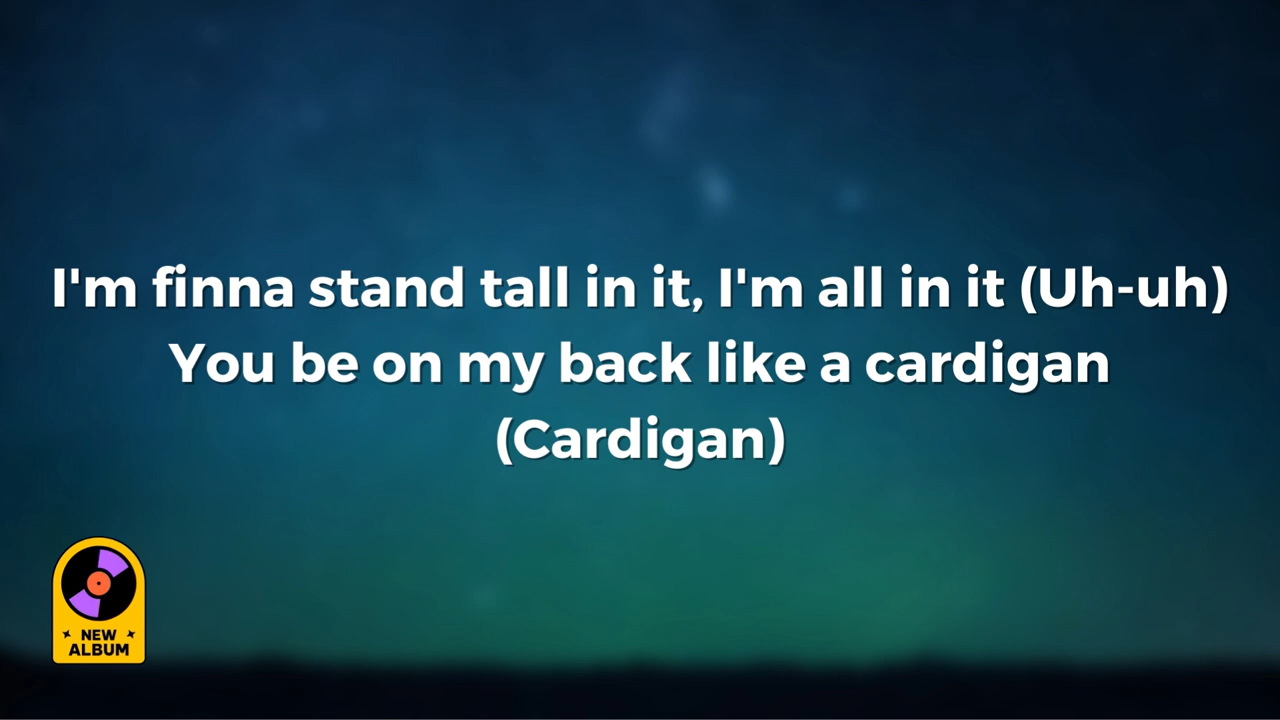 I'm finna stand tall in it, I'm all in it (Uh-uh)
You be on my back like a cardigan
(Cardigan)
NEW
ALBUM